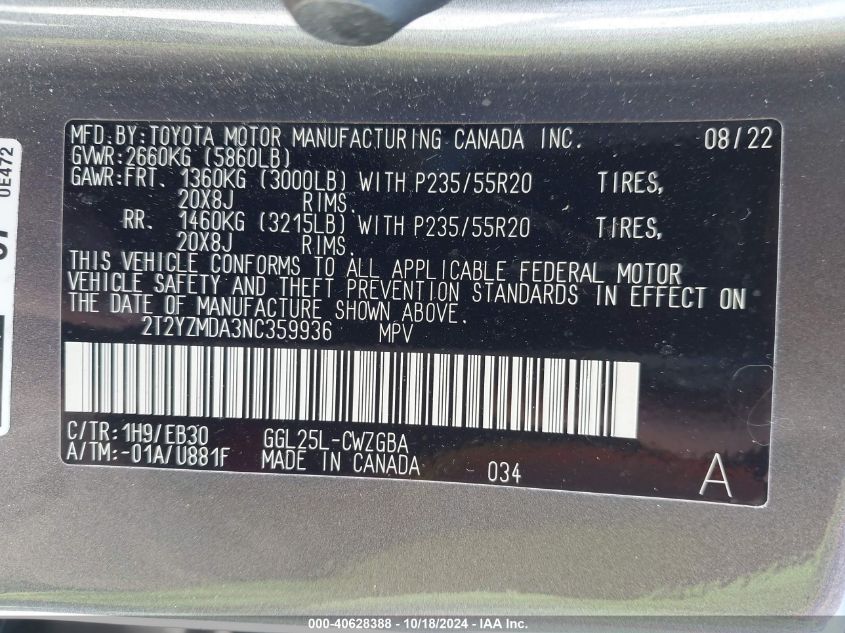 MFD.BY:TOYOTA MOTOR MANUFACTURING CANADA INC. 08/22
GVWR:2660KG (5860LB)
GAWR:FRT. 1360KG (3000LB) WITH P235/55R20 TIRES,
20X8J RIMS.
RR. 1460KG (3215LB) WITH P235/55R20 TIRES,
20X8J RIMS.
THIS VEHICLE CONFORMS TO ALL APPLICABLE FEDERAL MOTOR
VEHICLE SAFETY AND THEFT PREVENTION STANDARDS IN EFFECT ON
THE DATE OF MANUFACTURE SHOWN ABOVE.
2T2YZMDA3NC359936 MPV
C/TR:1H9/EB30 GGL25L-CWZGBA
A/TM:-01A/U881F MADE IN CANADA 034 A
0E472
000-40628388 - 10/18/2024 - IAA Inc.